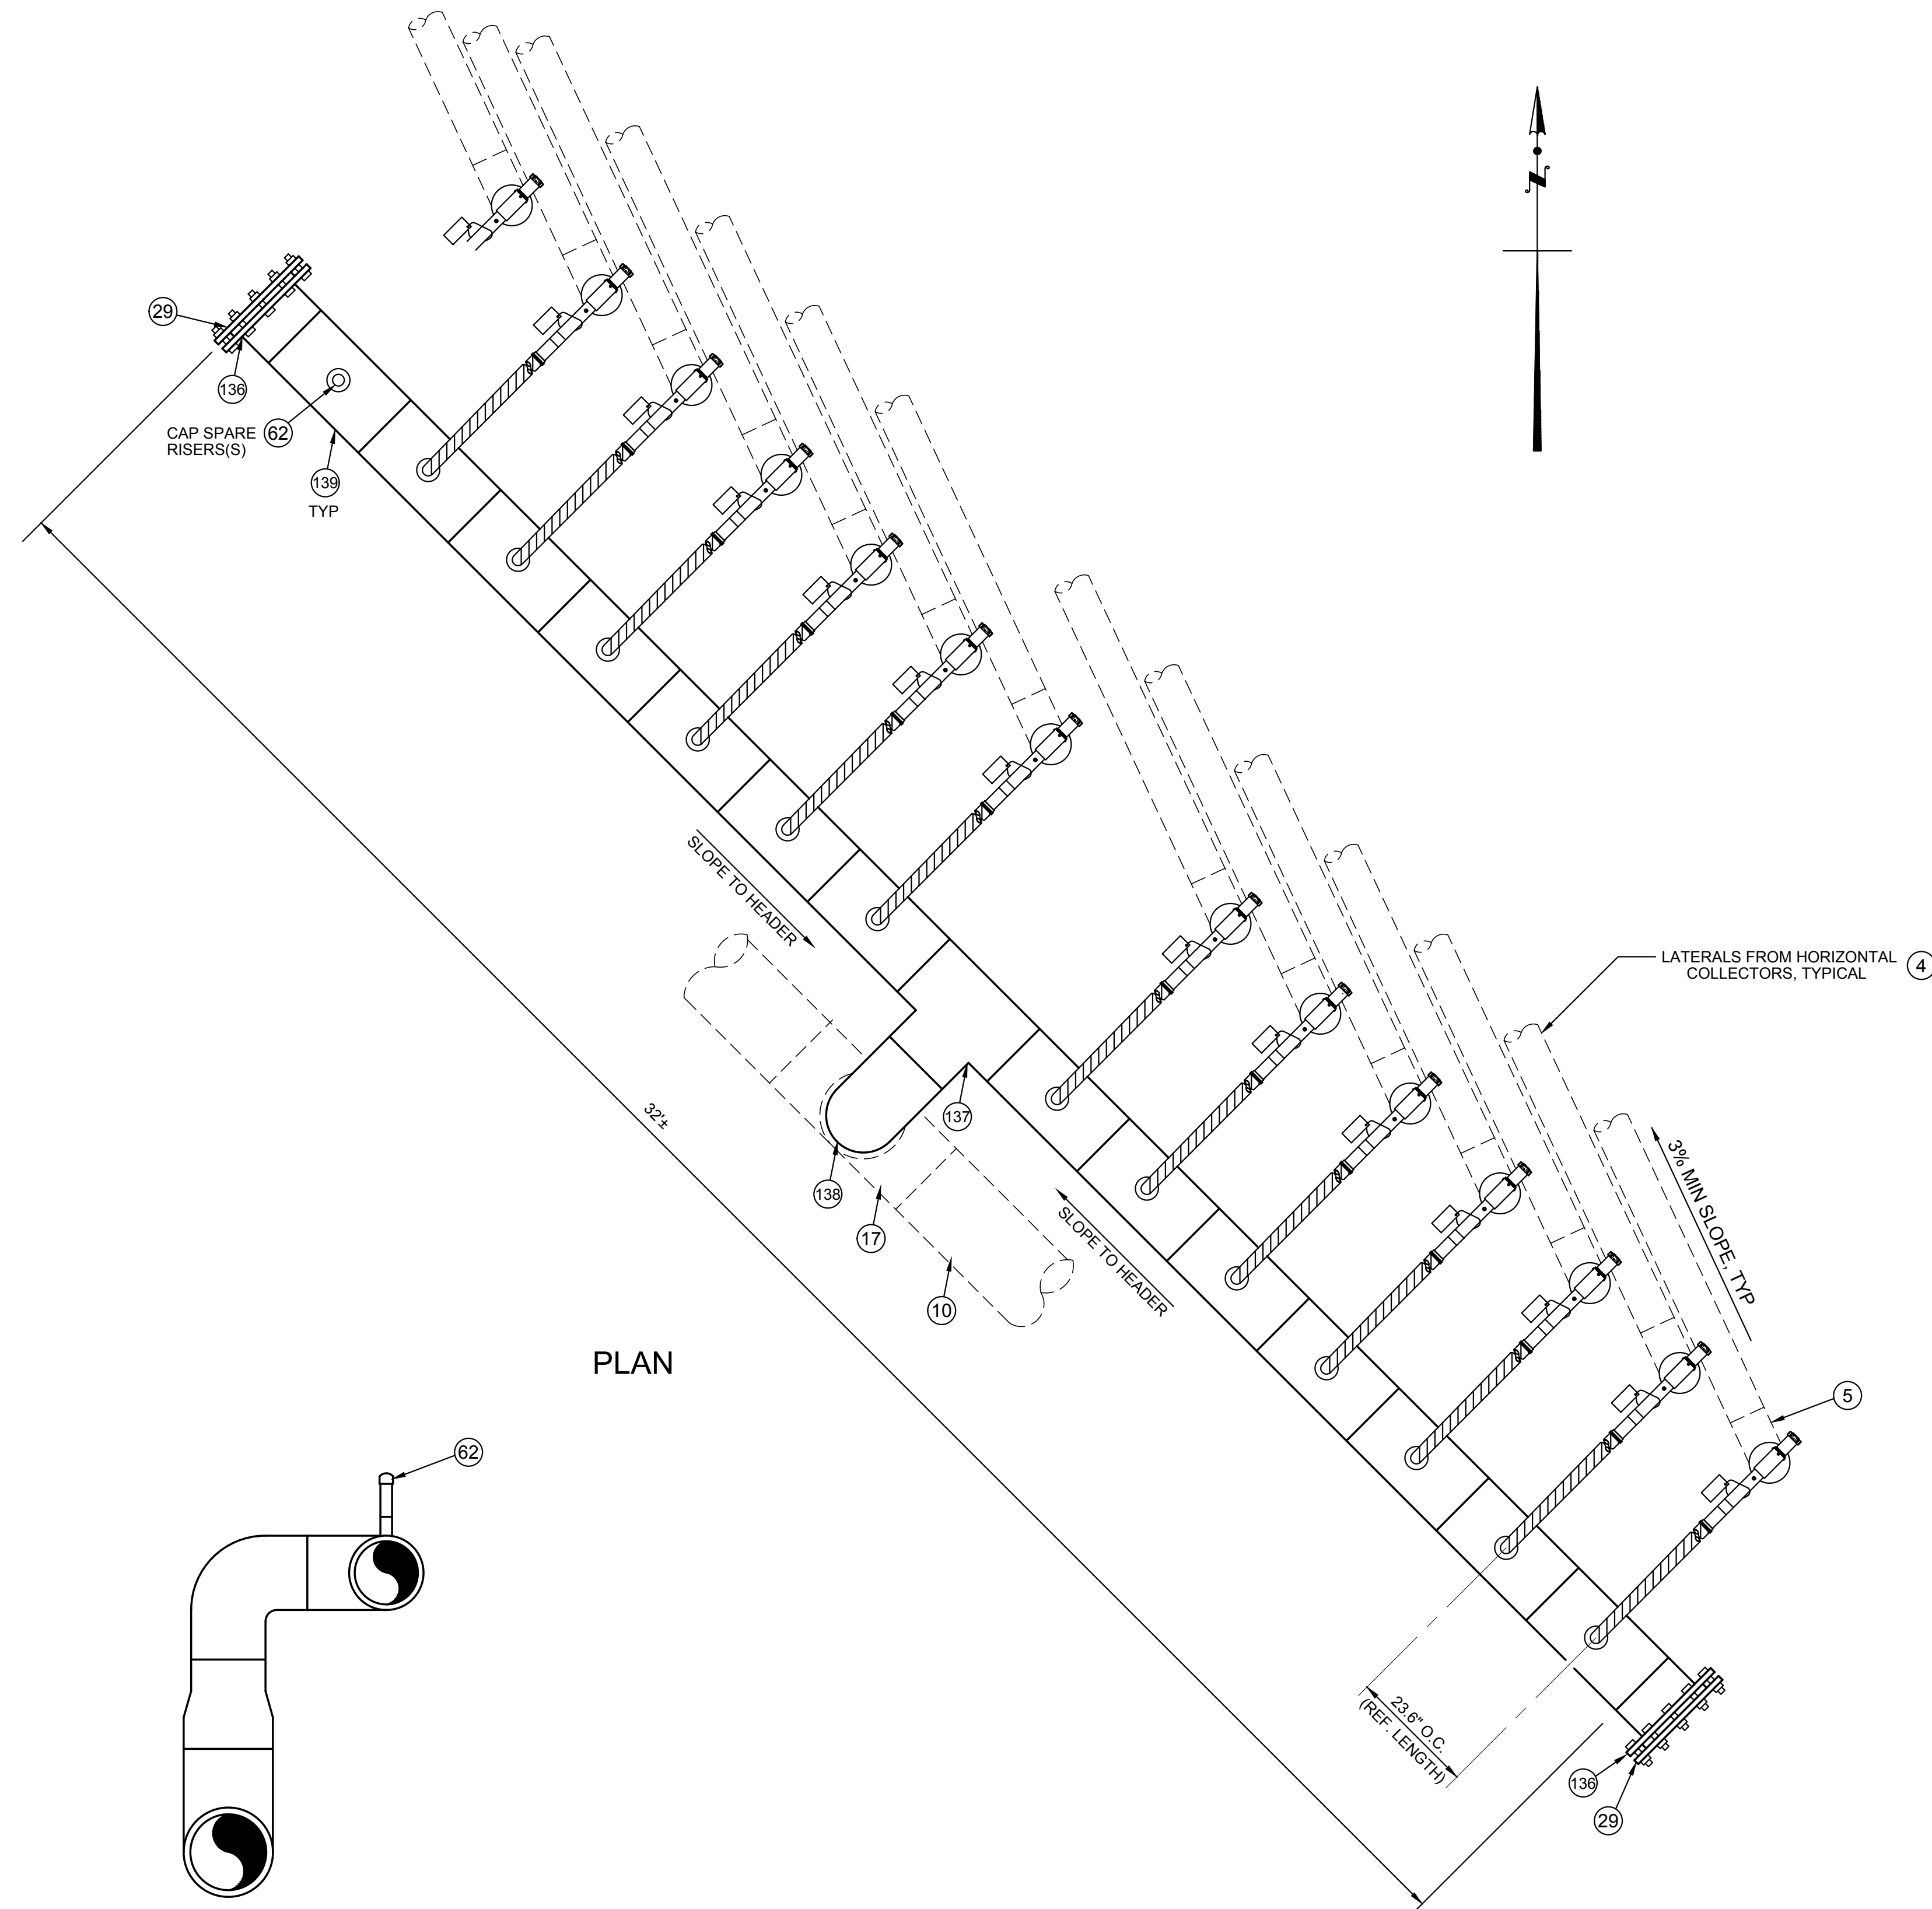 N
29
136
CAP SPARE
RISERS(S)
62
139
TYP
SLOPE TO HEADER
LATERALS FROM HORIZONTAL
COLLECTORS, TYPICAL
4
32'±
137
138
17
10
SLOPE TO HEADER
3% MIN SLOPE, TYP
PLAN
5
62
23.6" O.C.
(REF. LENGTH)
136
29